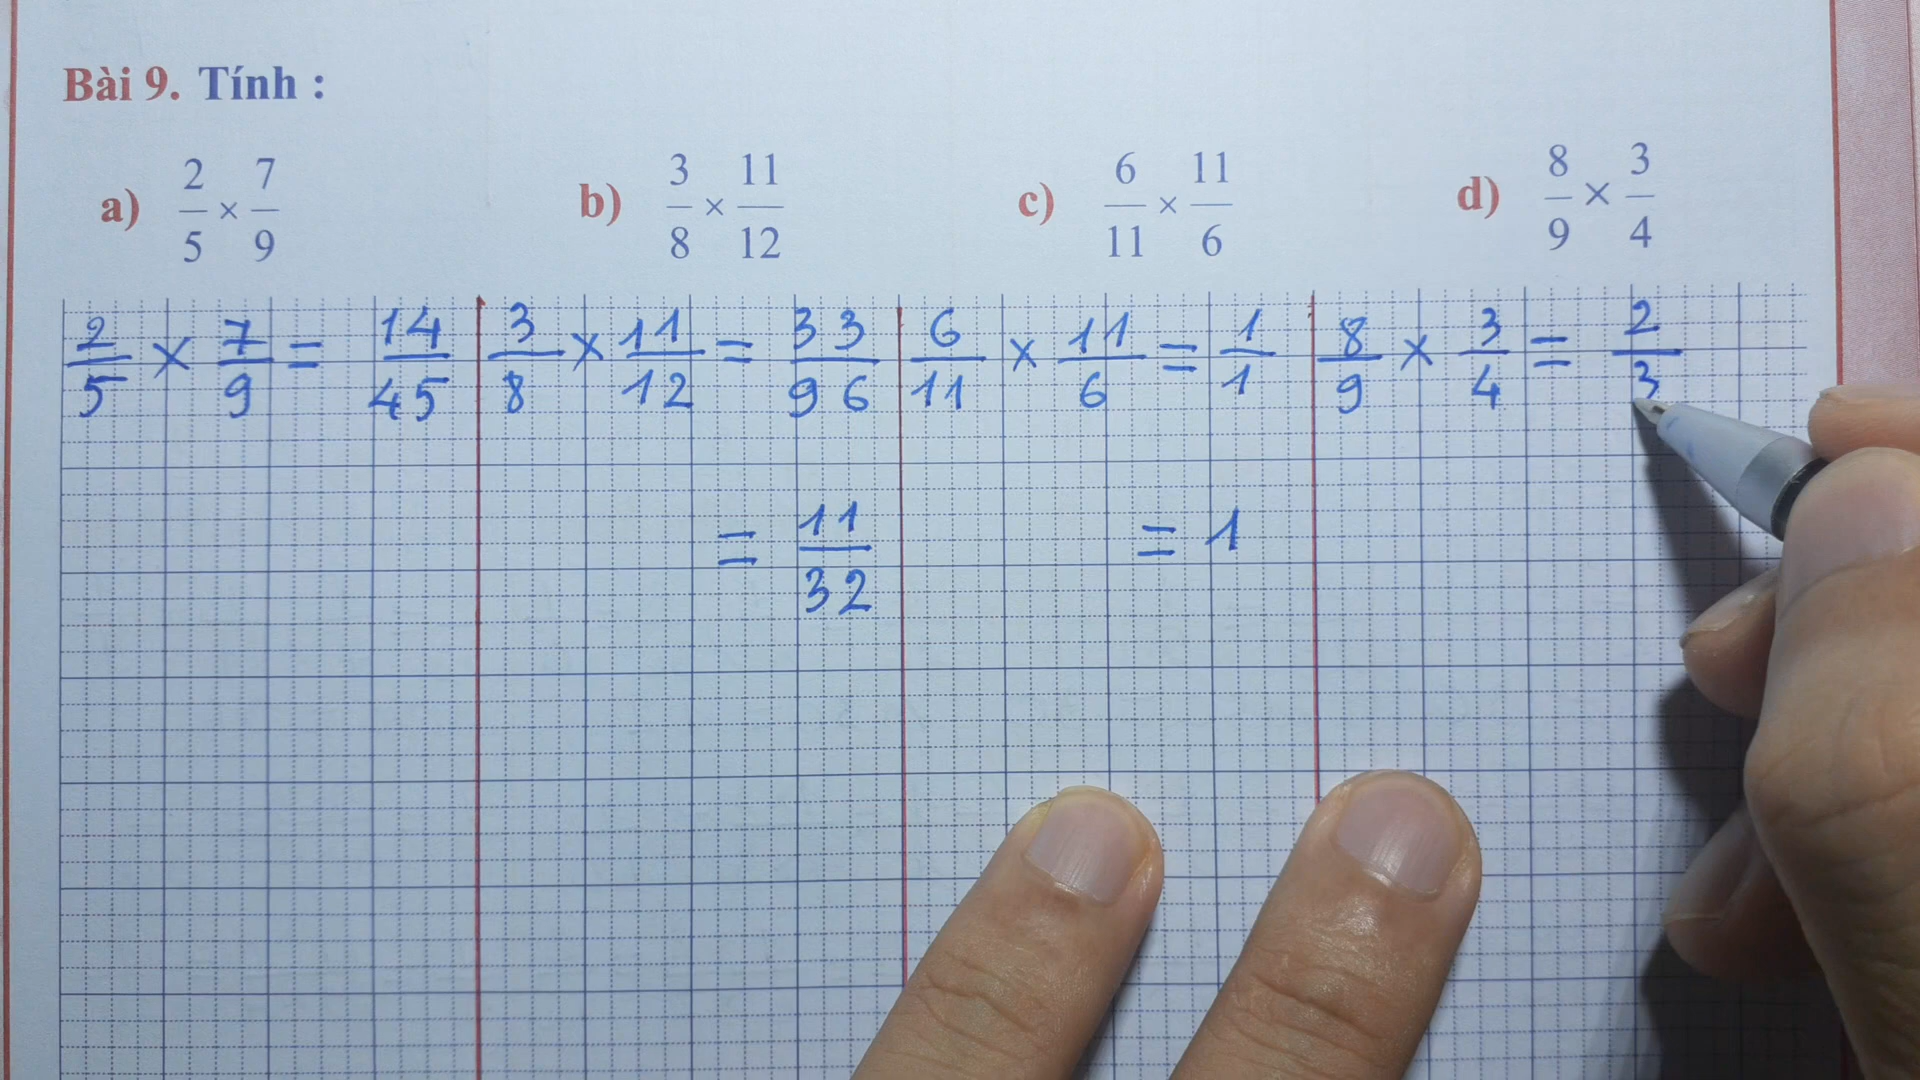 Bài 9. Tính :
a) 2/5 × 7/9 b) 3/8 × 11/12 c) 6/11 × 11/6 d) 8/9 × 3/4
2/5 × 7/9 = 14/45 3/8 × 11/12 = 33/96 6/11 × 11/6 = 1/1 8/9 × 3/4 = 2/3
= 11/32 = 1